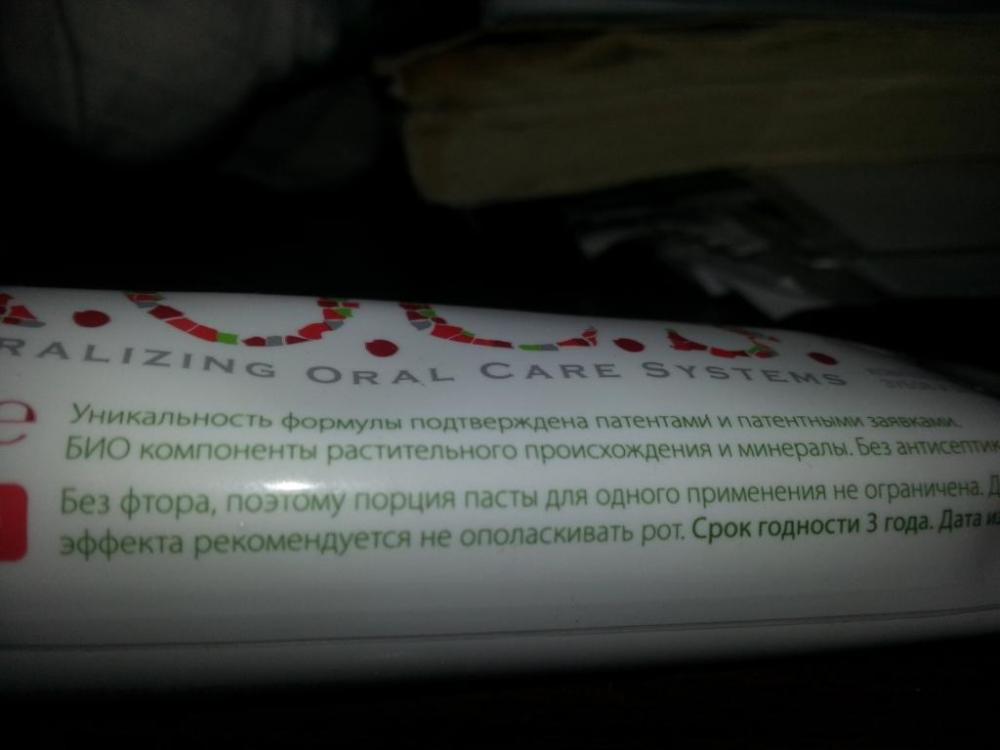 RALIZING ORAL CARE SYSTEMS
e
Уникальность формулы подтверждена патентами и патентными заявками.
БИО компоненты растительного происхождения и минералы. Без антисептик
Без фтора, поэтому порция пасты для одного применения не ограничена. Д
эффекта рекомендуется не ополаскивать рот. Срок годности 3 года. Дата из